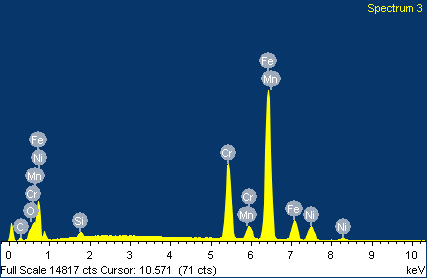 Spectrum 3
Fe
Fe
Mn
Ni
Mn
Cr
O
C
Si
Cr
Cr
Mn
Fe
Ni
Ni
0 1 2 3 4 5 6 7 8 9 10
Full Scale 14817 cts Cursor: 10.571 (71 cts) keV